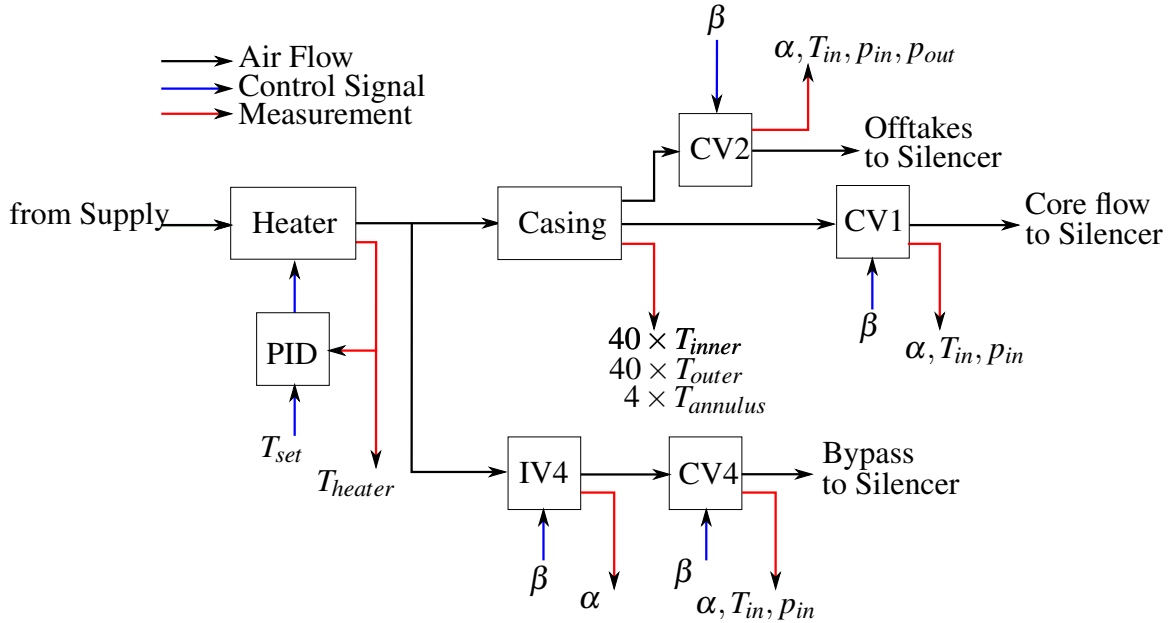 Air Flow
Control Signal
Measurement
β
α, T_in, p_in, p_out
CV2
Offtakes
to Silencer
from Supply
Heater
Casing
CV1
Core flow
to Silencer
PID
β
40 × T_inner
40 × T_outer
4 × T_annulus
α, T_in, p_in
T_set
T_heater
IV4
CV4
Bypass
to Silencer
β
α
β
α, T_in, p_in